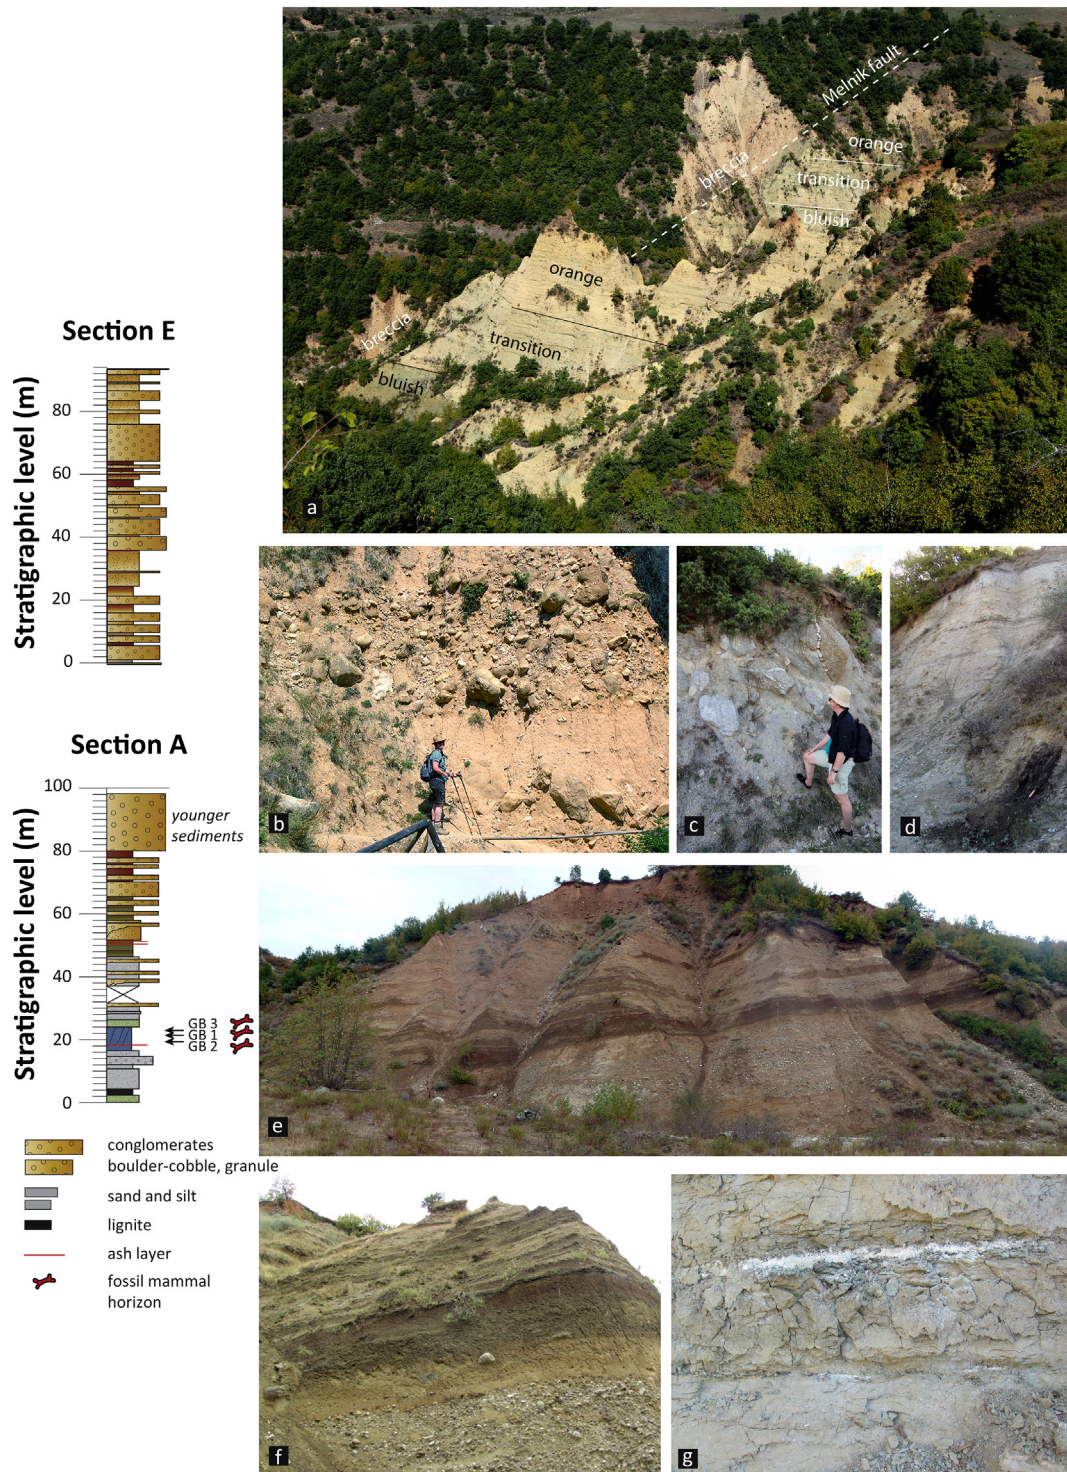 Section E
Stratigraphic level (m)
80
60
40
20
0
Section A
Stratigraphic level (m)
100
80
60
40
20
0
younger
sediments
GB 3
GB 1
GB 2
conglomerates
boulder-cobble, granule
sand and silt
lignite
ash layer
fossil mammal
horizon
Melnik fault
breccia
orange
transition
bluish
orange
transition
breccia
bluish
a
b
c
d
e
f
g